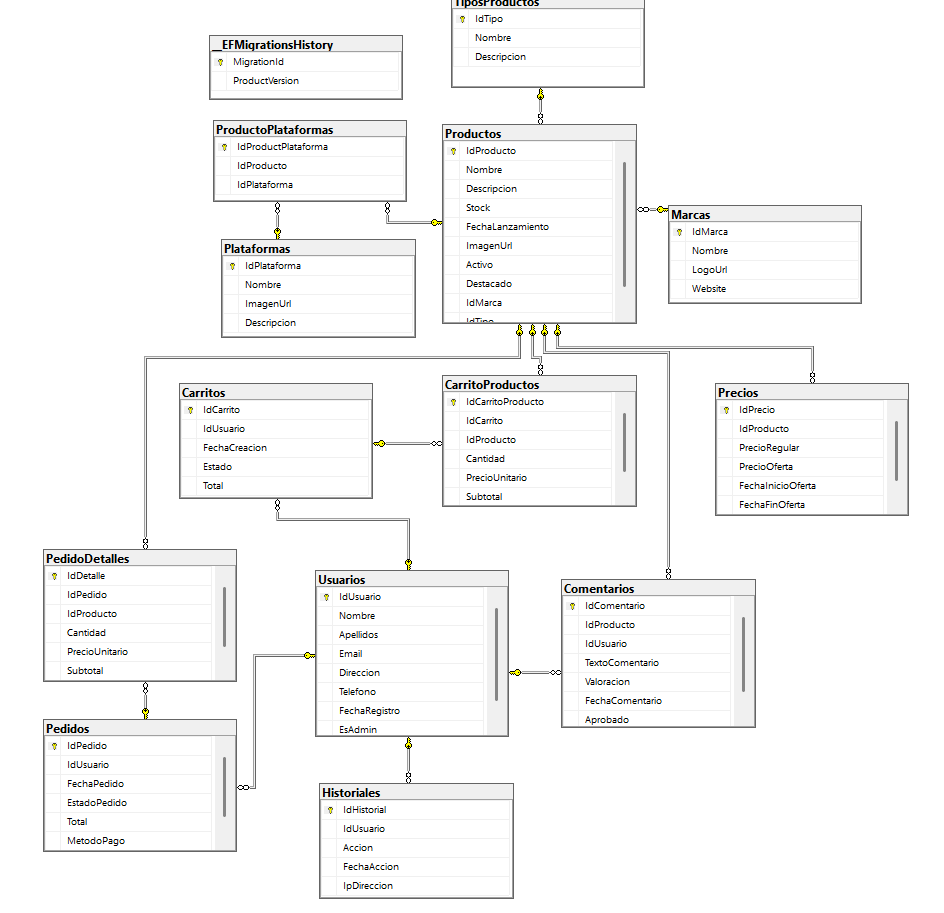 TiposProductos
IdTipo
Nombre
Descripcion
__EFMigrationsHistory
MigrationId
ProductVersion
ProductoPlataformas
IdProductPlataforma
IdProducto
IdPlataforma
Productos
IdProducto
Nombre
Descripcion
Stock
FechaLanzamiento
ImagenUrl
Activo
Destacado
IdMarca
IdTipo
Marcas
IdMarca
Nombre
LogoUrl
Website
Plataformas
IdPlataforma
Nombre
ImagenUrl
Descripcion
Carritos
IdCarrito
IdUsuario
FechaCreacion
Estado
Total
CarritoProductos
IdCarritoProducto
IdCarrito
IdProducto
Cantidad
PrecioUnitario
Subtotal
Precios
IdPrecio
IdProducto
PrecioRegular
PrecioOferta
FechaInicioOferta
FechaFinOferta
PedidoDetalles
IdDetalle
IdPedido
IdProducto
Cantidad
PrecioUnitario
Subtotal
Usuarios
IdUsuario
Nombre
Apellidos
Email
Direccion
Telefono
FechaRegistro
EsAdmin
Comentarios
IdComentario
IdProducto
IdUsuario
TextoComentario
Valoracion
FechaComentario
Aprobado
Pedidos
IdPedido
IdUsuario
FechaPedido
EstadoPedido
Total
MetodoPago
Historiales
IdHistorial
IdUsuario
Accion
FechaAccion
IpDireccion